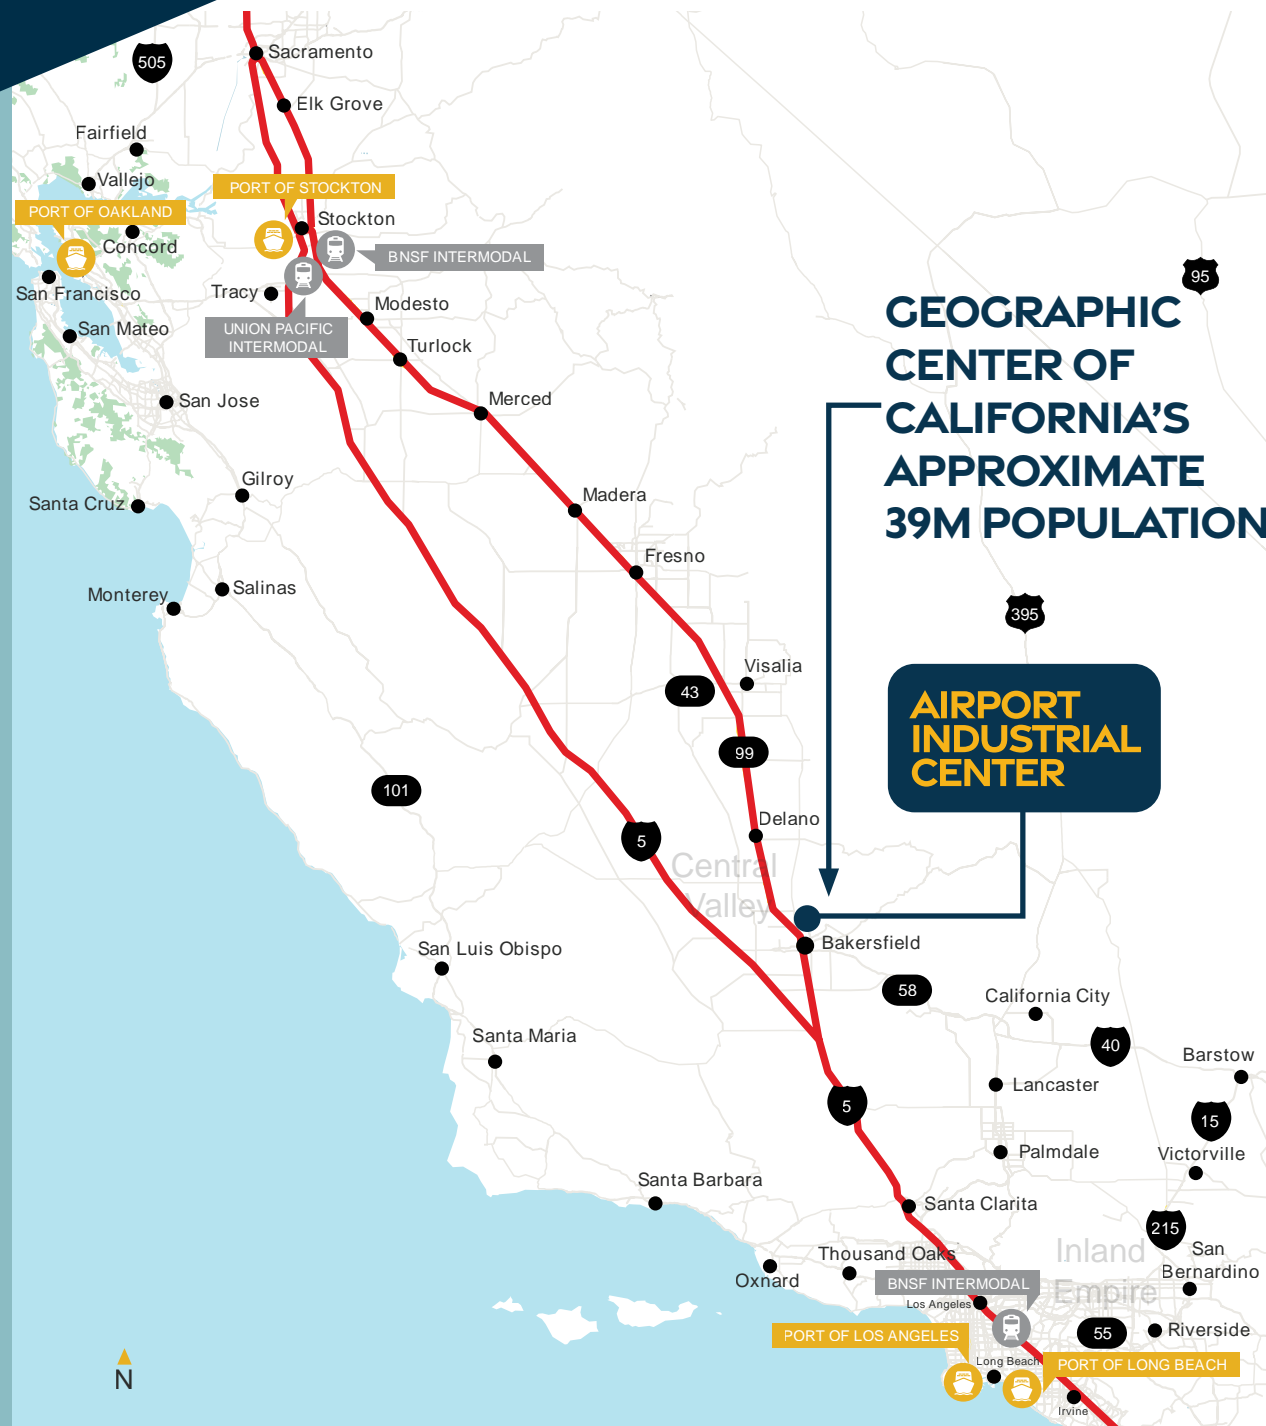 505
Sacramento
Elk Grove
Fairfield
Vallejo
PORT OF STOCKTON
PORT OF OAKLAND
Stockton
Concord
BNSF INTERMODAL
San Francisco
Tracy
95
Modesto
San Mateo
UNION PACIFIC
INTERMODAL
Turlock
GEOGRAPHIC
CENTER OF
CALIFORNIA'S
APPROXIMATE
39M POPULATION
San Jose
Merced
Gilroy
Santa Cruz
Madera
Fresno
Monterey
Salinas
395
Visalia
43
AIRPORT
INDUSTRIAL
CENTER
99
101
Delano
5
Central
Valley
Bakersfield
San Luis Obispo
58
California City
Santa Maria
40
Barstow
Lancaster
5
15
Palmdale
Victorville
Santa Barbara
Santa Clarita
215
Inland
Empire
San
Bernardino
Thousand Oaks
Oxnard
BNSF INTERMODAL
Los Angeles
55
Riverside
PORT OF LOS ANGELES
Long Beach
PORT OF LONG BEACH
N
Irvine